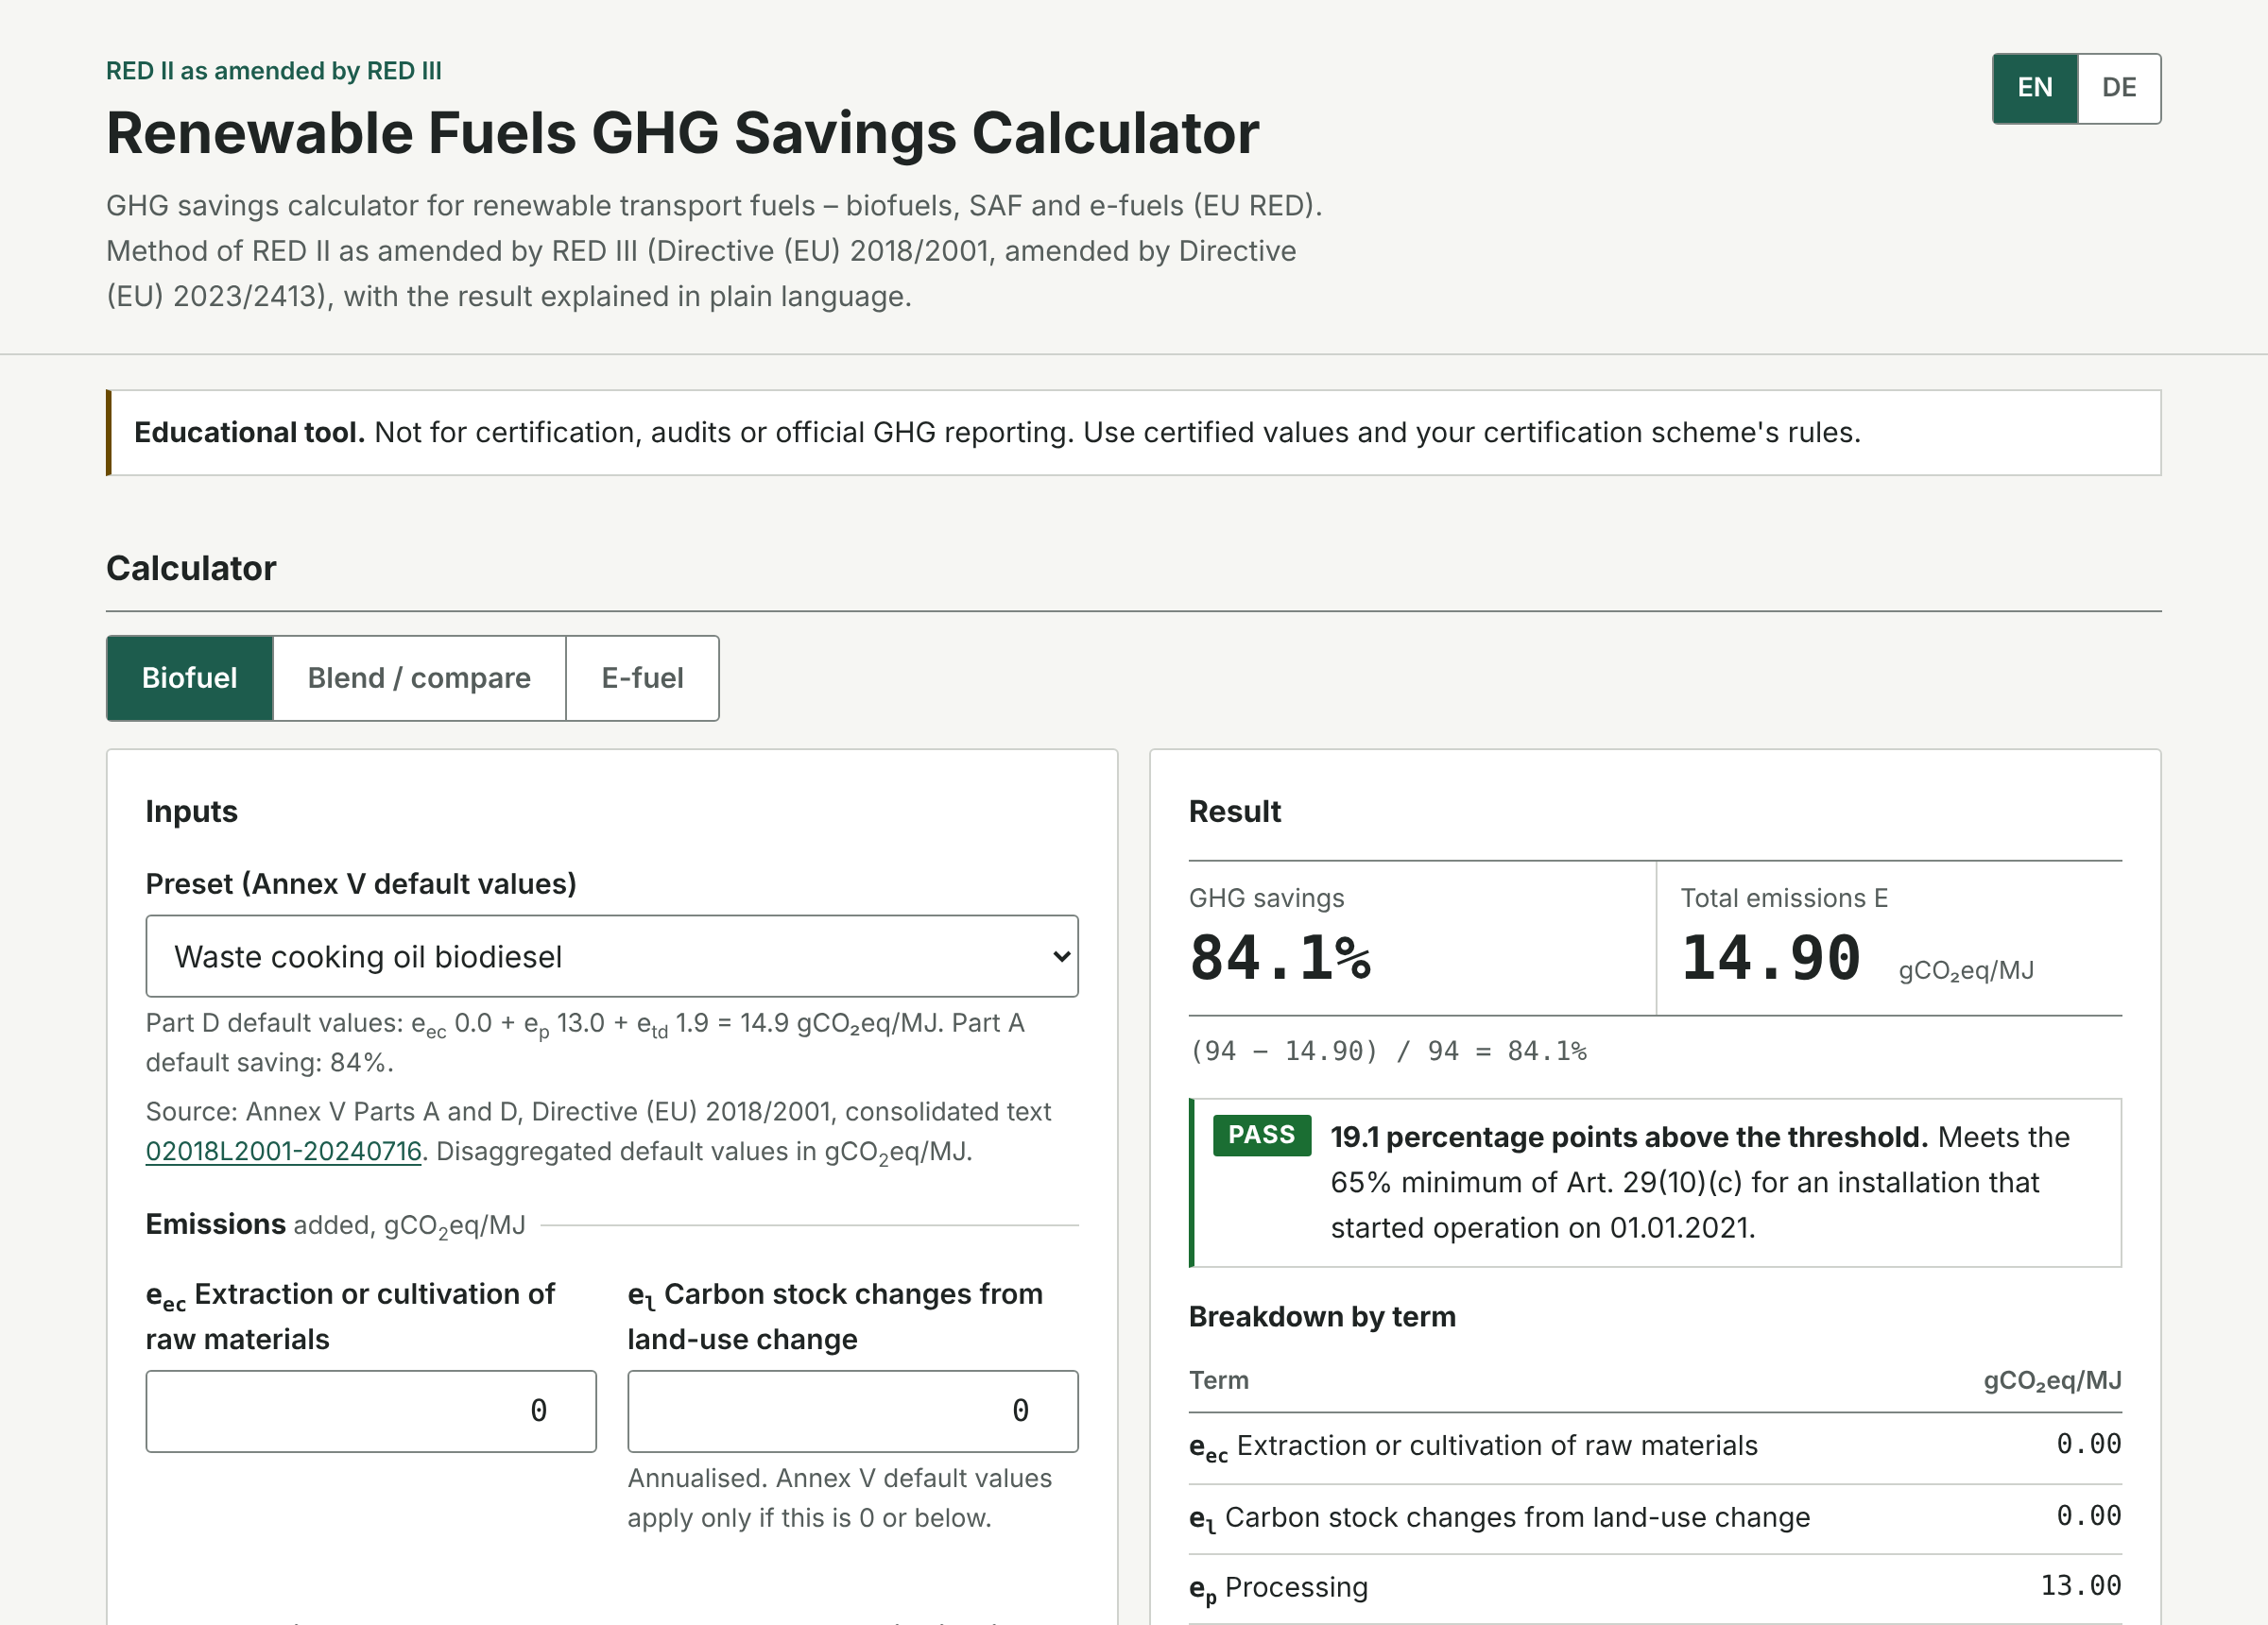 RED II as amended by RED III
EN DE
Renewable Fuels GHG Savings Calculator
GHG savings calculator for renewable transport fuels – biofuels, SAF and e-fuels (EU RED).
Method of RED II as amended by RED III (Directive (EU) 2018/2001, amended by Directive
(EU) 2023/2413), with the result explained in plain language.
Educational tool. Not for certification, audits or official GHG reporting. Use certified values and your certification scheme's rules.
Calculator
Biofuel Blend / compare E-fuel
Inputs
Preset (Annex V default values)
Waste cooking oil biodiesel
Part D default values: eec 0.0 + ep 13.0 + etd 1.9 = 14.9 gCO₂eq/MJ. Part A
default saving: 84%.
Source: Annex V Parts A and D, Directive (EU) 2018/2001, consolidated text
02018L2001-20240716. Disaggregated default values in gCO₂eq/MJ.
Emissions added, gCO₂eq/MJ
eec Extraction or cultivation of
raw materials
0
el Carbon stock changes from
land-use change
0
Annualised. Annex V default values
apply only if this is 0 or below.
Result
GHG savings
84.1%
Total emissions E
14.90 gCO₂eq/MJ
(94 − 14.90) / 94 = 84.1%
PASS 19.1 percentage points above the threshold. Meets the
65% minimum of Art. 29(10)(c) for an installation that
started operation on 01.01.2021.
Breakdown by term
Term gCO₂eq/MJ
eec Extraction or cultivation of raw materials 0.00
el Carbon stock changes from land-use change 0.00
ep Processing 13.00